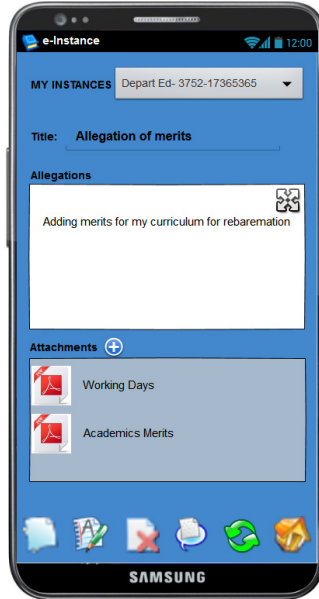 e-Instance
12:00
MY INSTANCES
Depart Ed- 3752-17365365
Title: Allegation of merits
Allegations
Adding merits for my curriculum for rebaremation
Attachments
Working Days
Academics Merits
SAMSUNG